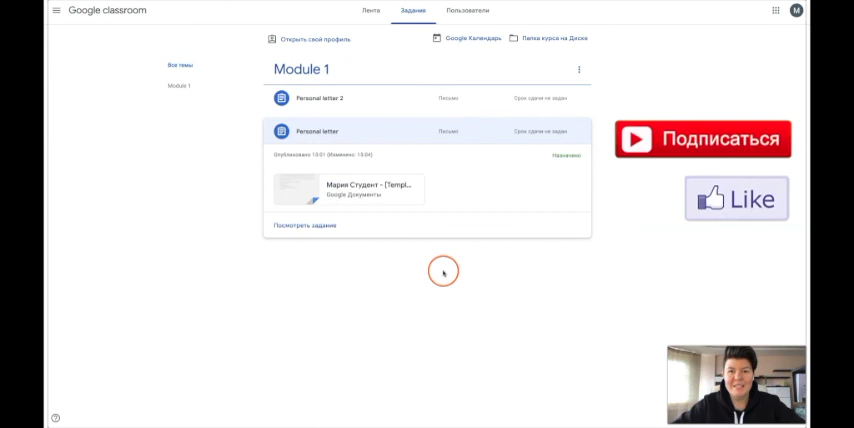 Google classroom
Лента
Задания
Пользователи
М
Открыть свой профиль
Google Календарь
Папка курса на Диске
Все темы
Module 1
Module 1
Personal letter 2
Письмо
Срок сдачи не задан
Personal letter
Письмо
Срок сдачи не задан
Опубликовано 15:01 (Изменено: 15:04)
Назначено
Мария Студент - [Templ...
Google Документы
Посмотреть задание
Подписаться
Like